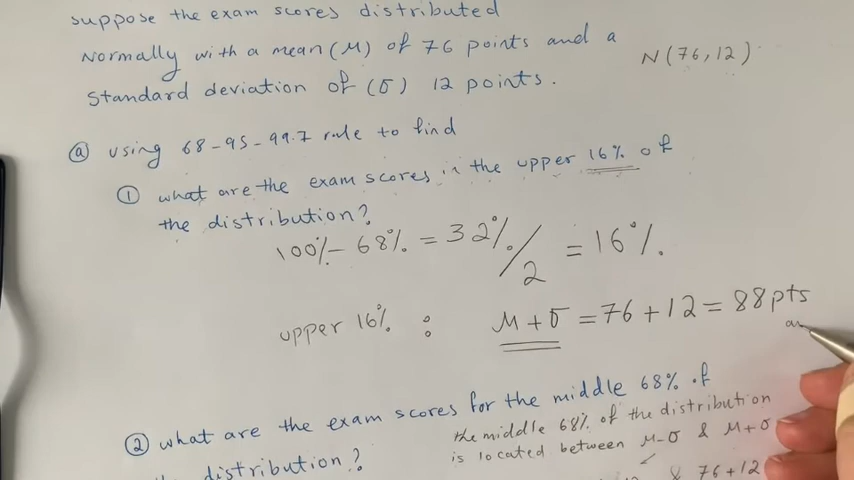 suppose the exam scores distributed
Normally with a mean (μ) of 76 points and a
N(76,12)
Standard deviation of (σ) 12 points.
ⓐ using 68-95-99.7 rule to find
① what are the exam scores in the upper 16% of
the distribution?
100% - 68% = 32%/2 = 16%.
upper 16% : μ + σ = 76 + 12 = 88 pts
② what are the exam scores for the middle 68% of
the distribution?
the middle 68% of the distribution
is located between μ-σ & μ+σ
& 76+12